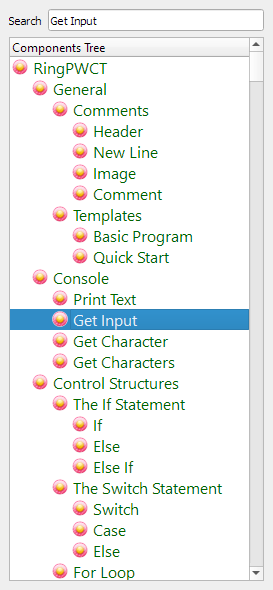 Search Get Input
Components Tree
RingPWCT
General
Comments
Header
New Line
Image
Comment
Templates
Basic Program
Quick Start
Console
Print Text
Get Input
Get Character
Get Characters
Control Structures
The If Statement
If
Else
Else If
The Switch Statement
Switch
Case
Else
For Loop